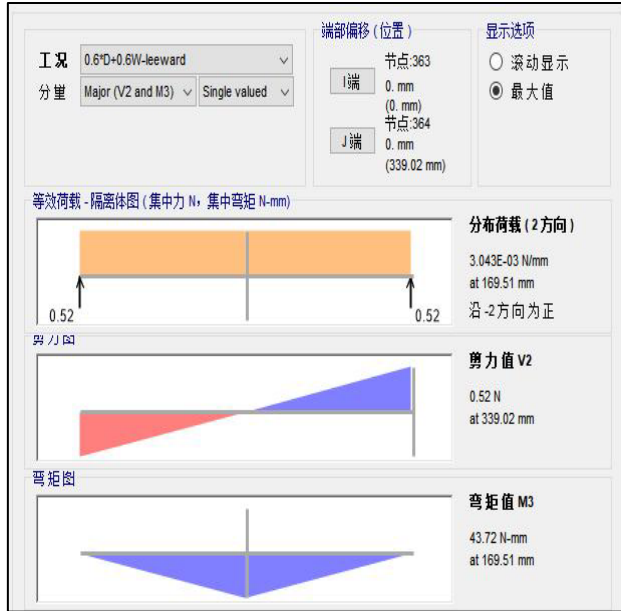 端部偏移 (位置)
显示选项
工况
0.6*D+0.6W-leeward
分量
Major (V2 and M3)
Single valued
I端
节点:363
0. mm
(0. mm)
J端
节点:364
0. mm
(339.02 mm)
滚动显示
最大值
等效荷载 - 隔离体图 (集中力 N，集中弯矩 N-mm)
0.52
0.52
分布荷载 (2方向)
3.043E-03 N/mm
at 169.51 mm
沿 -2方向为正
剪力图
剪力值 V2
0.52 N
at 339.02 mm
弯矩图
弯矩值 M3
43.72 N-mm
at 169.51 mm